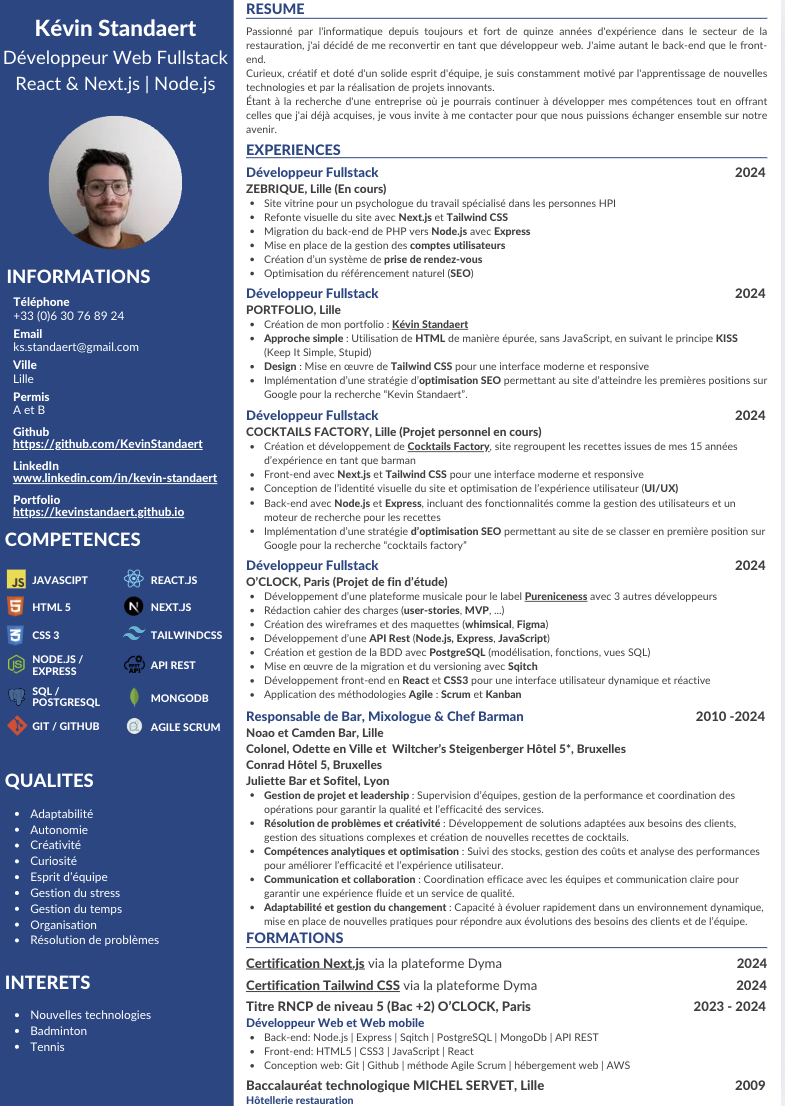 Kévin Standaert
Développeur Web Fullstack
React & Next.js | Node.js
INFORMATIONS
Téléphone
+33 (0)6 30 76 89 24
Email
ks.standaert@gmail.com
Ville
Lille
Permis
A et B
Github
https://github.com/KevinStandaert
LinkedIn
www.linkedin.com/in/kevin-standaert
Portfolio
https://kevinstandaert.github.io
COMPETENCES
JS JAVASCIPT
REACT.JS
HTML 5
NEXT.JS
CSS 3
TAILWINDCSS
NODE.JS /
EXPRESS
API REST
SQL /
POSTGRESQL
MONGODB
GIT / GITHUB
AGILE SCRUM
QUALITES
• Adaptabilité
• Autonomie
• Créativité
• Curiosité
• Esprit d'équipe
• Gestion du stress
• Gestion du temps
• Organisation
• Résolution de problèmes
INTERETS
• Nouvelles technologies
• Badminton
• Tennis
RESUME
Passionné par l'informatique depuis toujours et fort de quinze années d'expérience dans le secteur de la
restauration, j'ai décidé de me reconvertir en tant que développeur web. J'aime autant le back-end que le front-
end.
Curieux, créatif et doté d'un solide esprit d'équipe, je suis constamment motivé par l'apprentissage de nouvelles
technologies et par la réalisation de projets innovants.
Étant à la recherche d'une entreprise où je pourrais continuer à développer mes compétences tout en offrant
celles que j'ai déjà acquises, je vous invite à me contacter pour que nous puissions échanger ensemble sur notre
avenir.
EXPERIENCES
Développeur Fullstack 2024
ZEBRIQUE, Lille (En cours)
• Site vitrine pour un psychologue du travail spécialisé dans les personnes HPI
• Refonte visuelle du site avec Next.js et Tailwind CSS
• Migration du back-end de PHP vers Node.js avec Express
• Mise en place de la gestion des comptes utilisateurs
• Création d'un système de prise de rendez-vous
• Optimisation du référencement naturel (SEO)
Développeur Fullstack 2024
PORTFOLIO, Lille
• Création de mon portfolio : Kévin Standaert
• Approche simple : Utilisation de HTML de manière épurée, sans JavaScript, en suivant le principe KISS
(Keep It Simple, Stupid)
• Design : Mise en œuvre de Tailwind CSS pour une interface moderne et responsive
• Implémentation d'une stratégie d'optimisation SEO permettant au site d'atteindre les premières positions sur
Google pour la recherche "Kevin Standaert".
Développeur Fullstack 2024
COCKTAILS FACTORY, Lille (Projet personnel en cours)
• Création et développement de Cocktails Factory, site regroupent les recettes issues de mes 15 années
d'expérience en tant que barman
• Front-end avec Next.js et Tailwind CSS pour une interface moderne et responsive
• Conception de l'identité visuelle du site et optimisation de l'expérience utilisateur (UI/UX)
• Back-end avec Node.js et Express, incluant des fonctionnalités comme la gestion des utilisateurs et un
moteur de recherche pour les recettes
• Implémentation d'une stratégie d'optimisation SEO permettant au site de se classer en première position sur
Google pour la recherche "cocktails factory"
Développeur Fullstack 2024
O'CLOCK, Paris (Projet de fin d'étude)
• Développement d'une plateforme musicale pour le label Pureniceness avec 3 autres développeurs
• Rédaction cahier des charges (user-stories, MVP, ...)
• Création des wireframes et des maquettes (whimsical, Figma)
• Développement d'une API Rest (Node.js, Express, JavaScript)
• Création et gestion de la BDD avec PostgreSQL (modélisation, fonctions, vues SQL)
• Mise en œuvre de la migration et du versioning avec Sqitch
• Développement front-end en React et CSS3 pour une interface utilisateur dynamique et réactive
• Application des méthodologies Agile : Scrum et Kanban
Responsable de Bar, Mixologue & Chef Barman 2010 -2024
Noao et Camden Bar, Lille
Colonel, Odette en Ville et Wiltcher's Steigenberger Hôtel 5*, Bruxelles
Conrad Hôtel 5, Bruxelles
Juliette Bar et Sofitel, Lyon
• Gestion de projet et leadership : Supervision d'équipes, gestion de la performance et coordination des
opérations pour garantir la qualité et l'efficacité des services.
• Résolution de problèmes et créativité : Développement de solutions adaptées aux besoins des clients,
gestion des situations complexes et création de nouvelles recettes de cocktails.
• Compétences analytiques et optimisation : Suivi des stocks, gestion des coûts et analyse des performances
pour améliorer l'efficacité et l'expérience utilisateur.
• Communication et collaboration : Coordination efficace avec les équipes et communication claire pour
garantir une expérience fluide et un service de qualité.
• Adaptabilité et gestion du changement : Capacité à évoluer rapidement dans un environnement dynamique,
mise en place de nouvelles pratiques pour répondre aux évolutions des besoins des clients et de l'équipe.
FORMATIONS
Certification Next.js via la plateforme Dyma 2024
Certification Tailwind CSS via la plateforme Dyma 2024
Titre RNCP de niveau 5 (Bac +2) O'CLOCK, Paris 2023 - 2024
Développeur Web et Web mobile
• Back-end: Node.js | Express | Sqitch | PostgreSQL | MongoDb | API REST
• Front-end: HTML5 | CSS3 | JavaScript | React
• Conception web: Git | Github | méthode Agile Scrum | hébergement web | AWS
Baccalauréat technologique MICHEL SERVET, Lille 2009
Hôtellerie restauration